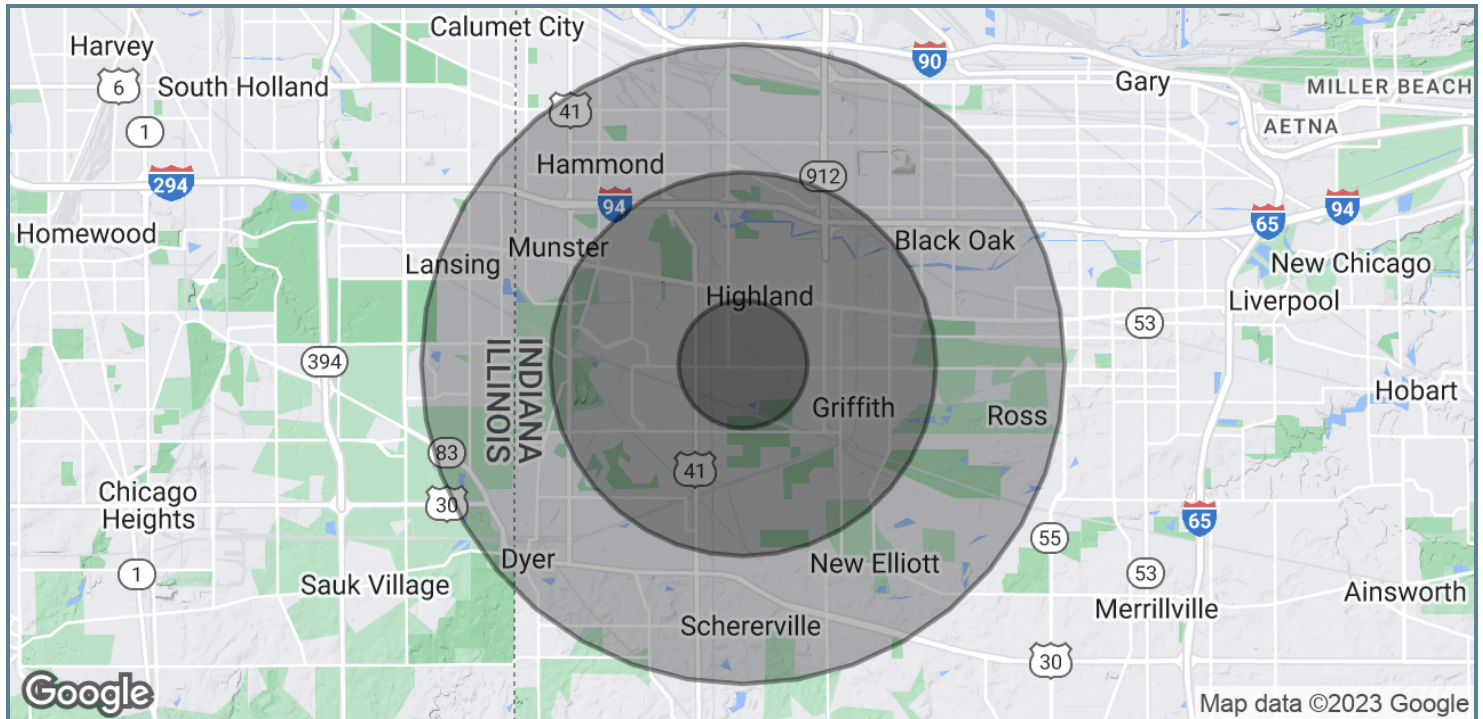 Calumet City
Harvey
90
6
South Holland
Gary
MILLER BEACH
41
1
AETNA
Hammond
912
294
94
94
65
Homewood
Munster
Black Oak
Lansing
New Chicago
Highland
Liverpool
53
394
INDIANA
ILLINOIS
Hobart
Griffith
Ross
83
41
30
Chicago
Heights
65
55
Dyer
New Elliott
1
53
Sauk Village
Ainsworth
Merrillville
Schererville
30
Google
Map data ©2023 Google